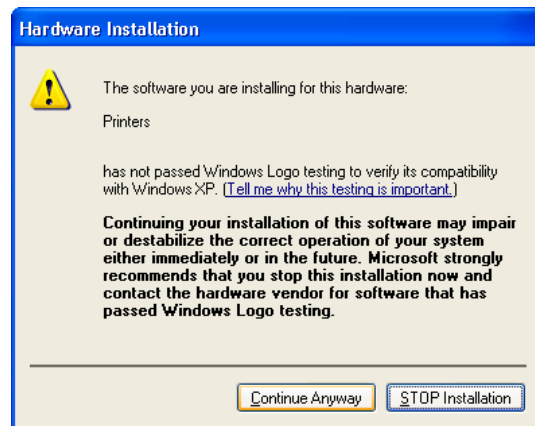 Hardware Installation
The software you are installing for this hardware:
Printers
has not passed Windows Logo testing to verify its compatibility
with Windows XP. (Tell me why this testing is important.)
Continuing your installation of this software may impair
or destabilize the correct operation of your system
either immediately or in the future. Microsoft strongly
recommends that you stop this installation now and
contact the hardware vendor for software that has
passed Windows Logo testing.
Continue Anyway
STOP Installation